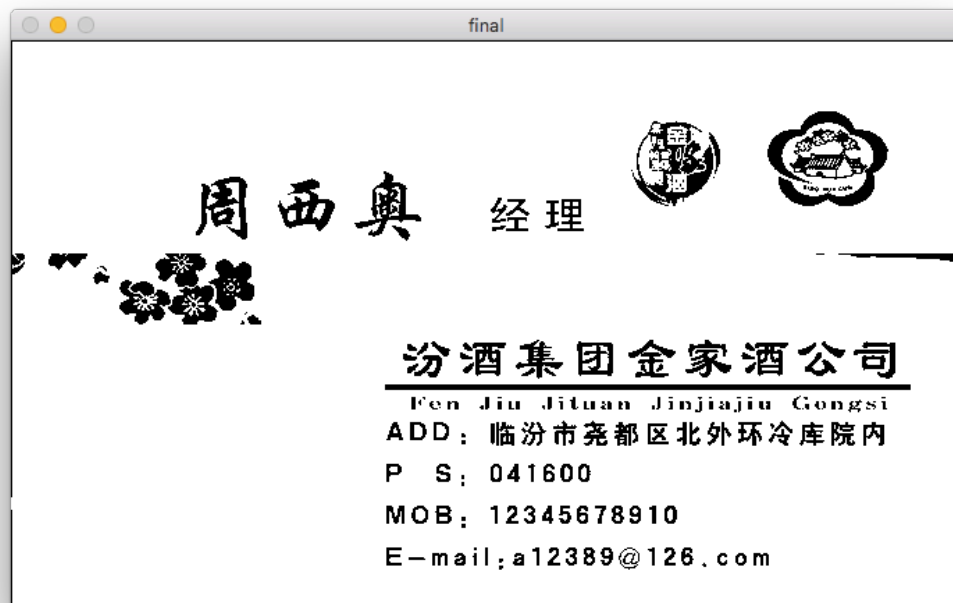 final
周西奥 经理
汾酒集团金家酒公司
Fen Jiu Jituan Jinjiajiu Gongsi
ADD：临汾市尧都区北外环冷库院内
P S：041600
MOB：12345678910
E-mail:a12389@126.com